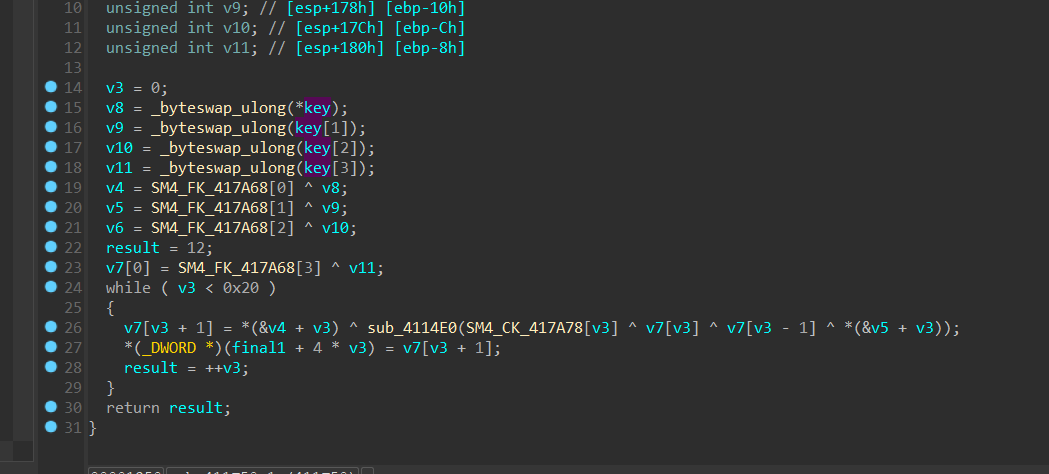 10 unsigned int v9; // [esp+178h] [ebp-10h]
11 unsigned int v10; // [esp+17Ch] [ebp-Ch]
12 unsigned int v11; // [esp+180h] [ebp-8h]
13
14 v3 = 0;
15 v8 = _byteswap_ulong(*key);
16 v9 = _byteswap_ulong(key[1]);
17 v10 = _byteswap_ulong(key[2]);
18 v11 = _byteswap_ulong(key[3]);
19 v4 = SM4_FK_417A68[0] ^ v8;
20 v5 = SM4_FK_417A68[1] ^ v9;
21 v6 = SM4_FK_417A68[2] ^ v10;
22 result = 12;
23 v7[0] = SM4_FK_417A68[3] ^ v11;
24 while ( v3 < 0x20 )
25 {
26 v7[v3 + 1] = *(&v4 + v3) ^ sub_4114E0(SM4_CK_417A78[v3] ^ v7[v3] ^ v7[v3 - 1] ^ *(&v5 + v3));
27 *(_DWORD *)(final1 + 4 * v3) = v7[v3 + 1];
28 result = ++v3;
29 }
30 return result;
31 }